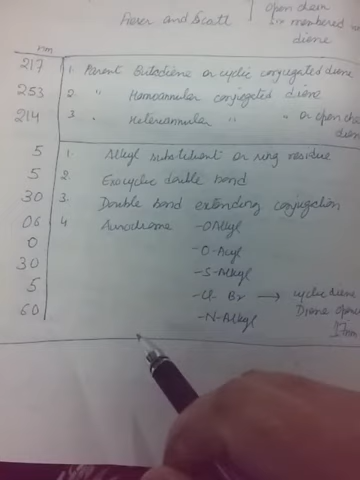 Fieser and Scott
open chain
membered
diene
nm
217 1. Parent Butadiene or cyclic conjugated diene
253 2. " Homoannular conjugated diene
214 3. " Heteroannular " " or open chain
dien
5 1. Alkyl substituent or ring residue
5 2. Exocyclic double bond
30 3. Double bond extending conjugation
06 4 Auxochrome -OAlkyl
0 -O-Acyl
30 -S-Alkyl
5 -Cl- Br → cyclic diene
60 -N-Alkyl Diene open
17nm